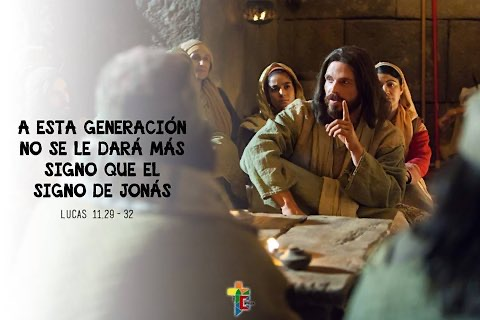 A ESTA GENERACIÓN
NO SE LE DARÁ MÁS
SIGNO QUE EL
SIGNO DE JONÁS
LUCAS 11,29 - 32